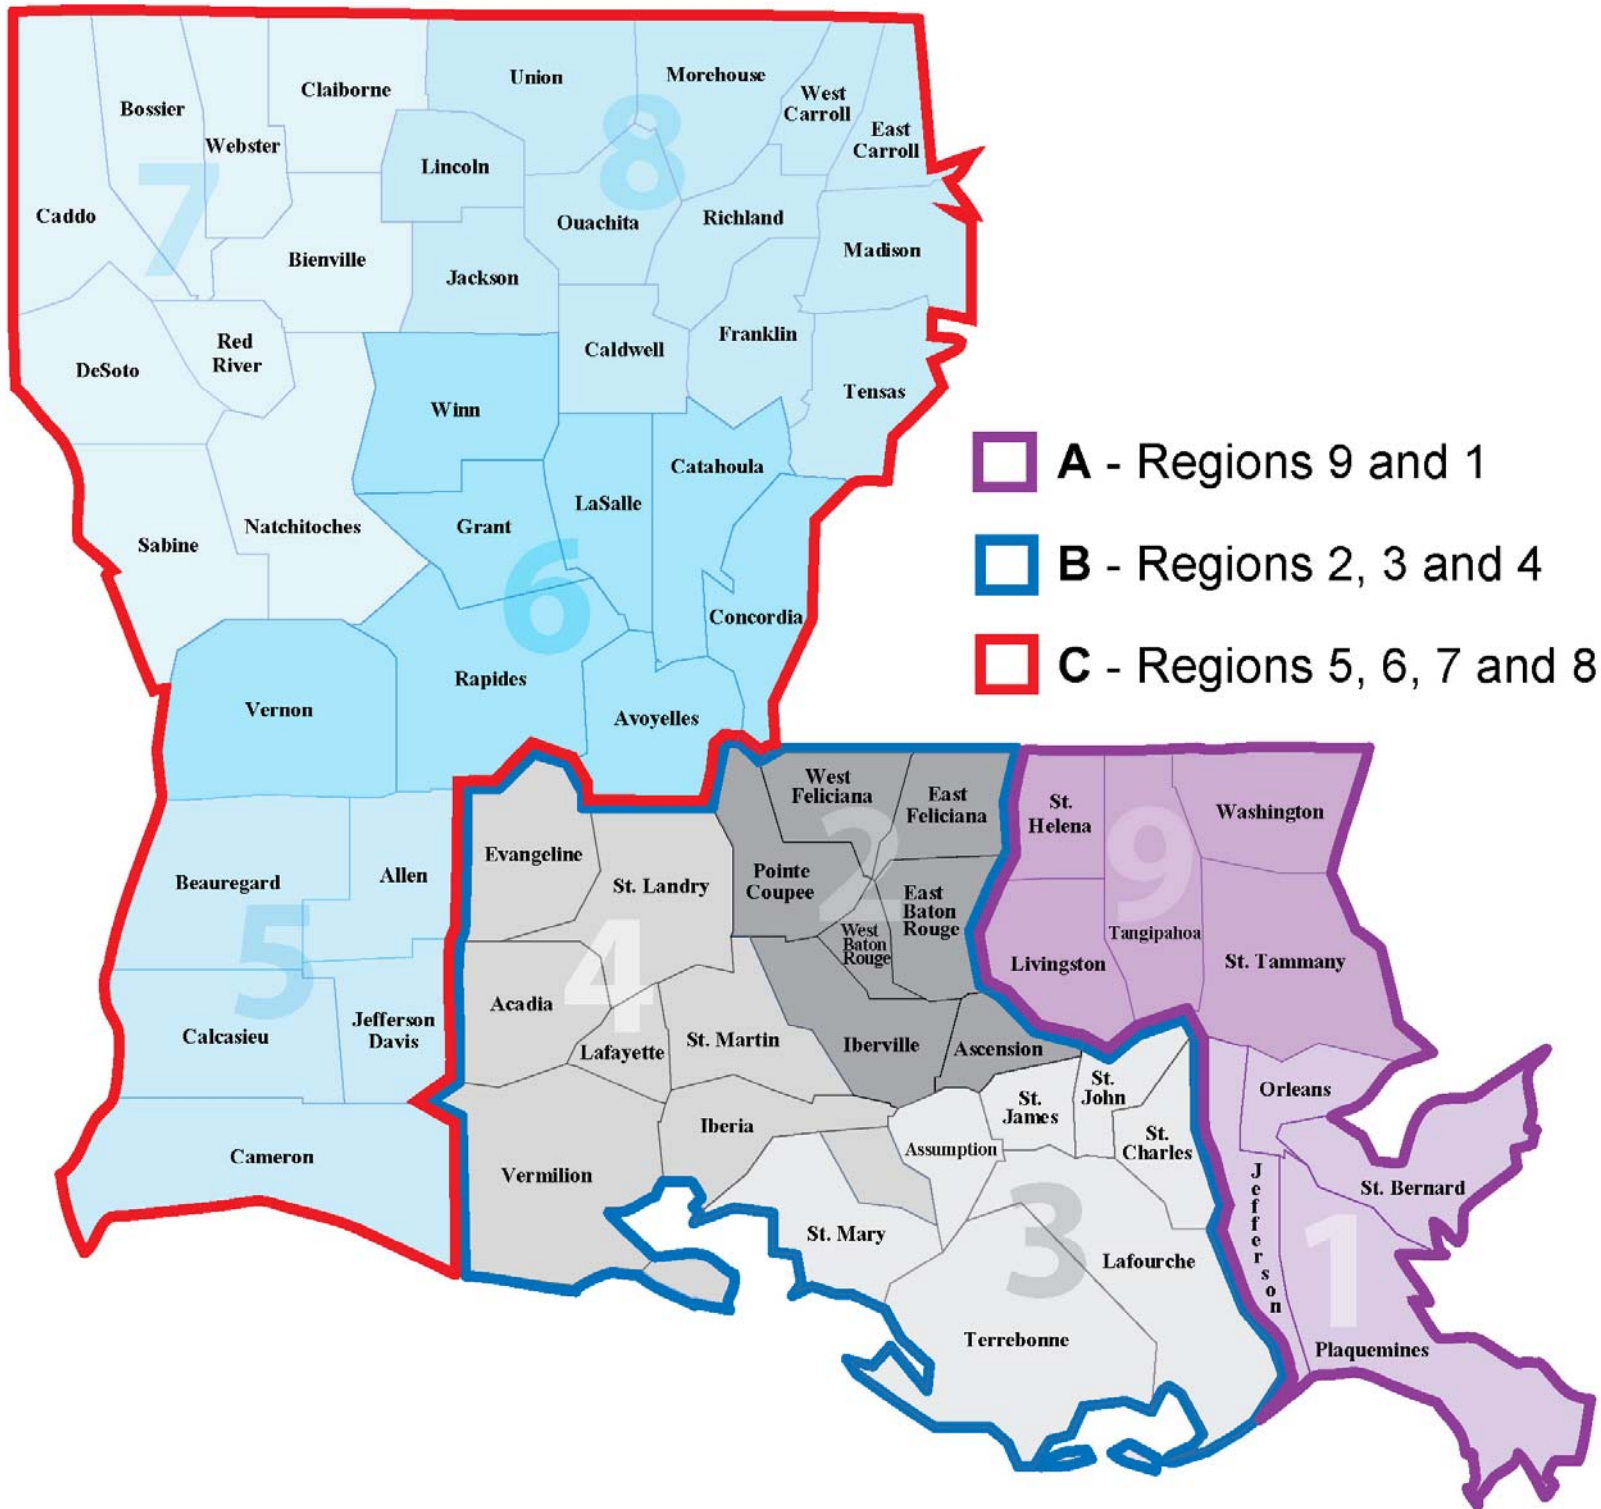 Union
Morehouse
Claiborne
West
Carroll
Bossier
East
Carroll
Webster
Lincoln
8
7
Caddo
Ouachita
Richland
Madison
Bienville
Jackson
Franklin
Red
River
Caldwell
DeSoto
Tensas
Winn
Catahoula
LaSalle
Natchitoches
Grant
Sabine
6
Concordia
Rapides
Vernon
Avoyelles
A - Regions 9 and 1
B - Regions 2, 3 and 4
C - Regions 5, 6, 7 and 8
West
Feliciana
East
Feliciana
St.
Helena
Washington
Evangeline
2
9
Allen
Beauregard
St. Landry
Pointe
Coupee
East
Baton
Rouge
West
Baton
Rouge
Tangipahoa
Livingston
St. Tammany
5
4
Acadia
Jefferson
Davis
Calcasieu
Lafayette
St. Martin
Iberville
Ascension
Orleans
St.
John
St.
James
Iberia
St.
Charles
Assumption
Cameron
Vermilion
Jefferson
St. Bernard
St. Mary
3
1
Lafourche
Terrebonne
Plaquemines